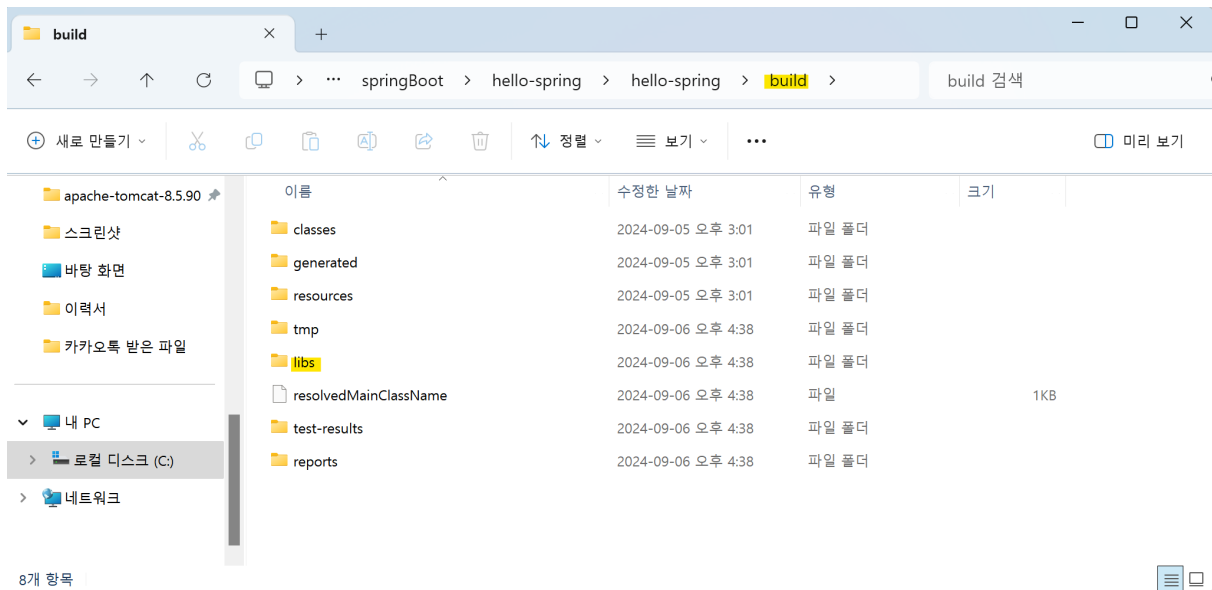 build
springBoot > hello-spring > hello-spring > build >
build 검색
새로 만들기
정렬
보기
미리 보기
apache-tomcat-8.5.90
스크린샷
바탕 화면
이력서
카카오톡 받은 파일
내 PC
로컬 디스크 (C:)
네트워크
이름 수정한 날짜 유형 크기
classes 2024-09-05 오후 3:01 파일 폴더
generated 2024-09-05 오후 3:01 파일 폴더
resources 2024-09-05 오후 3:01 파일 폴더
tmp 2024-09-06 오후 4:38 파일 폴더
libs 2024-09-06 오후 4:38 파일 폴더
resolvedMainClassName 2024-09-06 오후 4:38 파일 1KB
test-results 2024-09-06 오후 4:38 파일 폴더
reports 2024-09-06 오후 4:38 파일 폴더
8개 항목